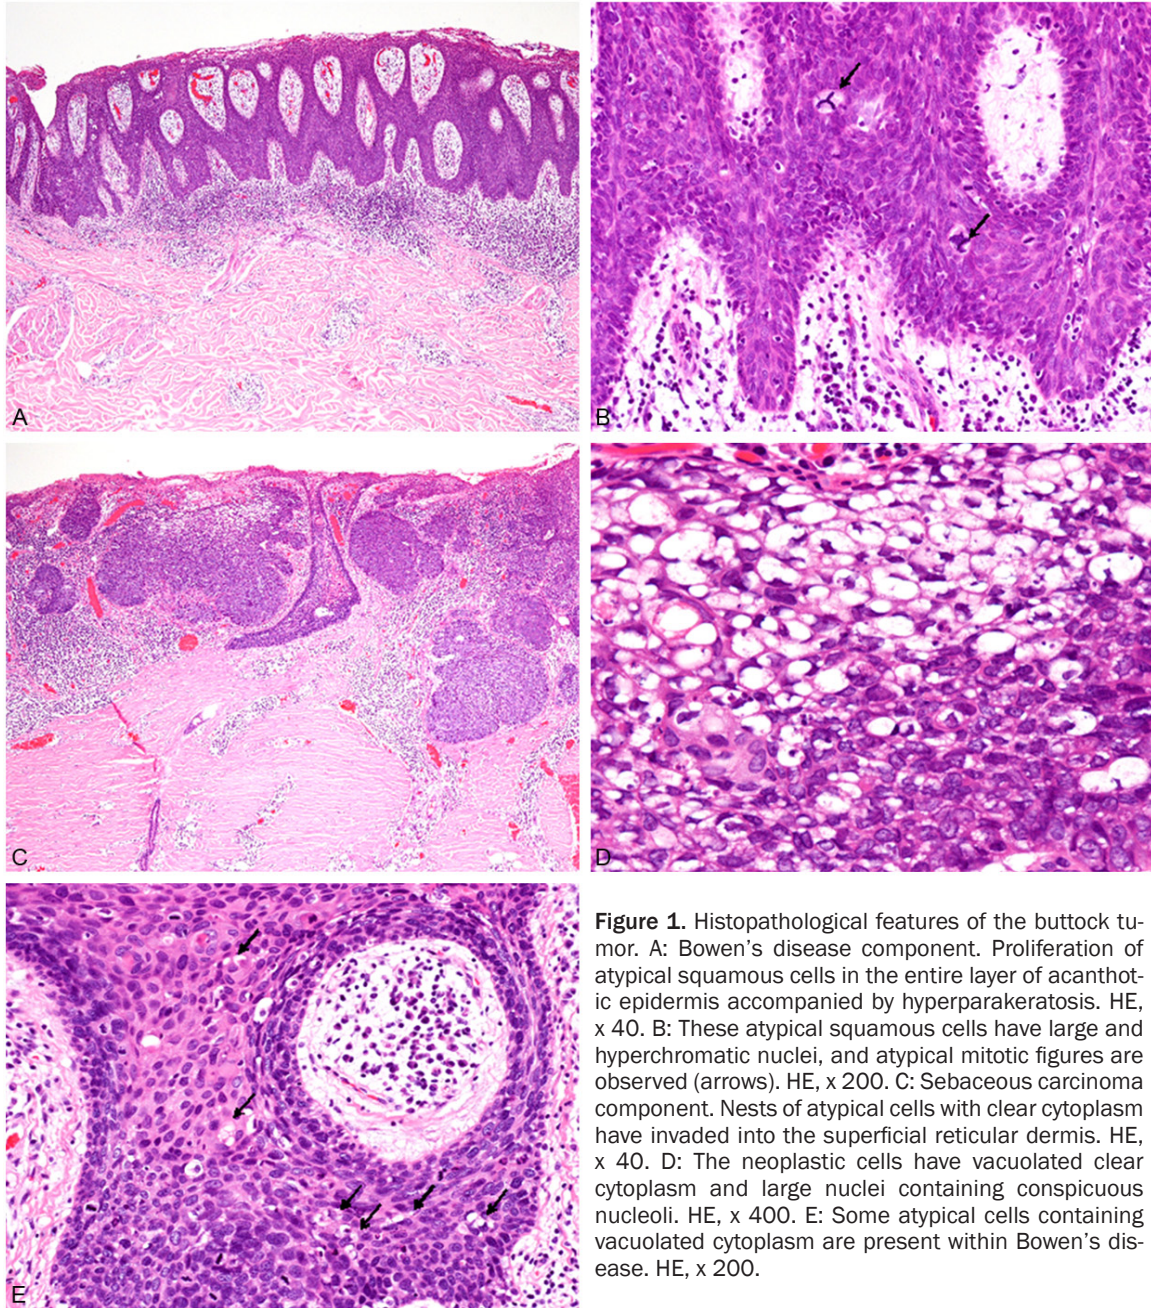 A
B
C
D
E
Figure 1. Histopathological features of the buttock tu-
mor. A: Bowen's disease component. Proliferation of
atypical squamous cells in the entire layer of acanthot-
ic epidermis accompanied by hyperparakeratosis. HE,
x 40. B: These atypical squamous cells have large and
hyperchromatic nuclei, and atypical mitotic figures are
observed (arrows). HE, x 200. C: Sebaceous carcinoma
component. Nests of atypical cells with clear cytoplasm
have invaded into the superficial reticular dermis. HE,
x 40. D: The neoplastic cells have vacuolated clear
cytoplasm and large nuclei containing conspicuous
nucleoli. HE, x 400. E: Some atypical cells containing
vacuolated cytoplasm are present within Bowen's dis-
ease. HE, x 200.